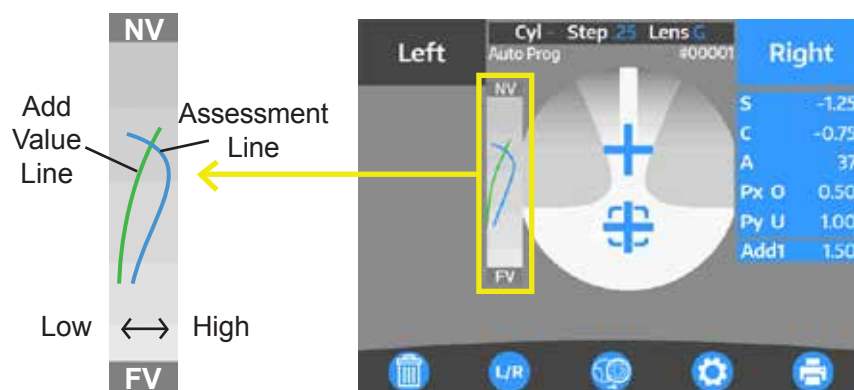 NV
Add
Value
Line
Assessment
Line
Low
High
FV
Left
Cyl - Step .25 Lens G
Auto Prog
#00001
Right
NV
FV
S -1.25
C -0.75
A 37
Px O 0.50
Py U 1.00
Add1 1.50
L/R